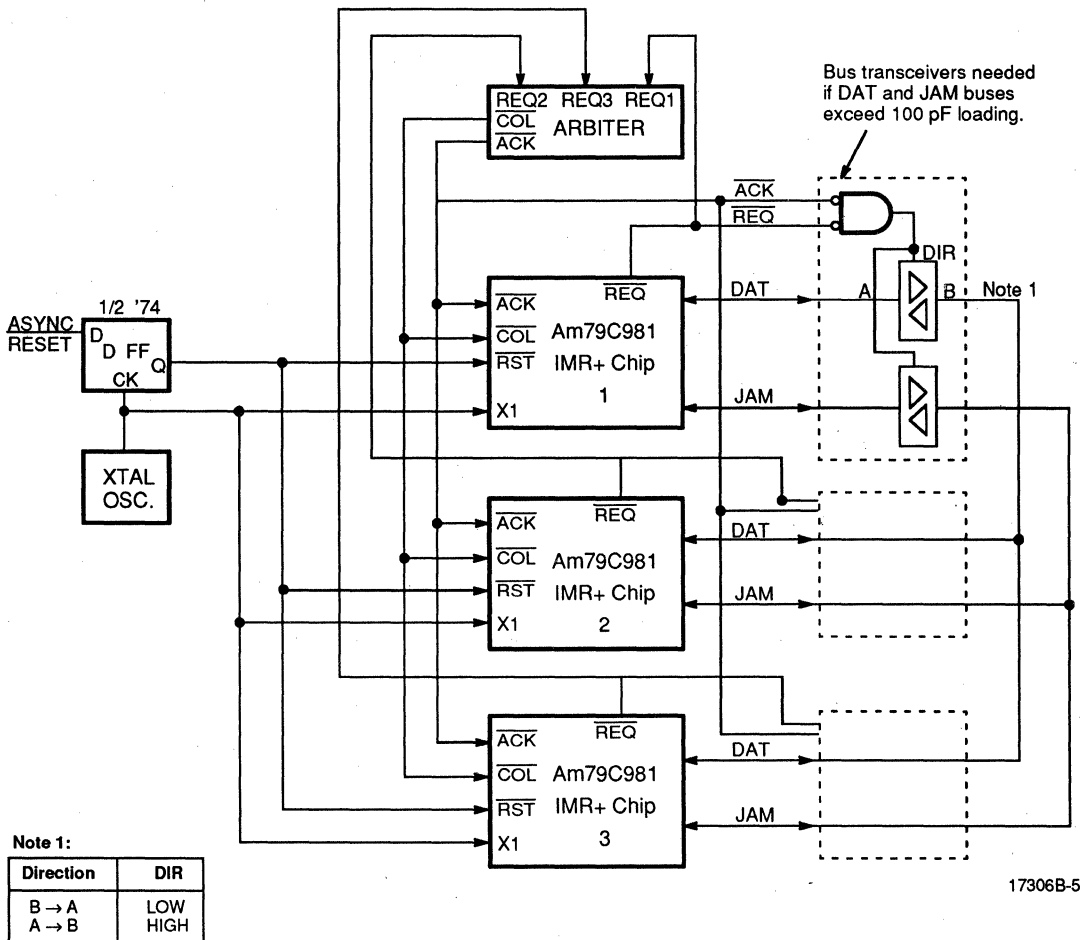 REQ2 REQ3 REQ1
COL
ARBITER
ACK
Bus transceivers needed
if DAT and JAM buses
exceed 100 pF loading.
ACK
REQ
DIR
REQ
ACK
DAT
A
B
Note 1
COL
Am79C981
RST
IMR+ Chip
1
X1
JAM
1/2 '74
ASYNC
RESET
D
D FF
Q
CK
XTAL
OSC.
REQ
ACK
DAT
COL
Am79C981
RST
IMR+ Chip
JAM
X1
2
REQ
ACK
DAT
COL
Am79C981
RST
IMR+ Chip
JAM
X1
3
Note 1:
Direction DIR
B → A LOW
A → B HIGH
17306B-5